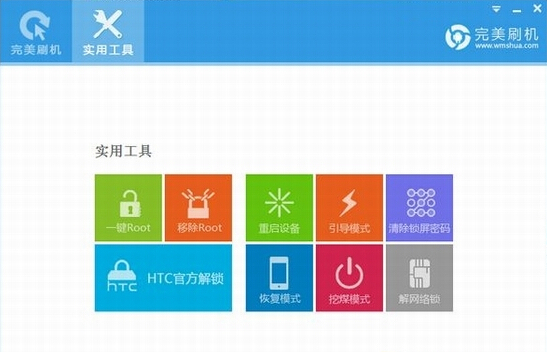 完美刷机
实用工具
完美刷机
www.wmshua.com
实用工具
一键Root
移除Root
重启设备
引导模式
清除锁屏密码
hTC
HTC官方解锁
恢复模式
挖煤模式
解网络锁